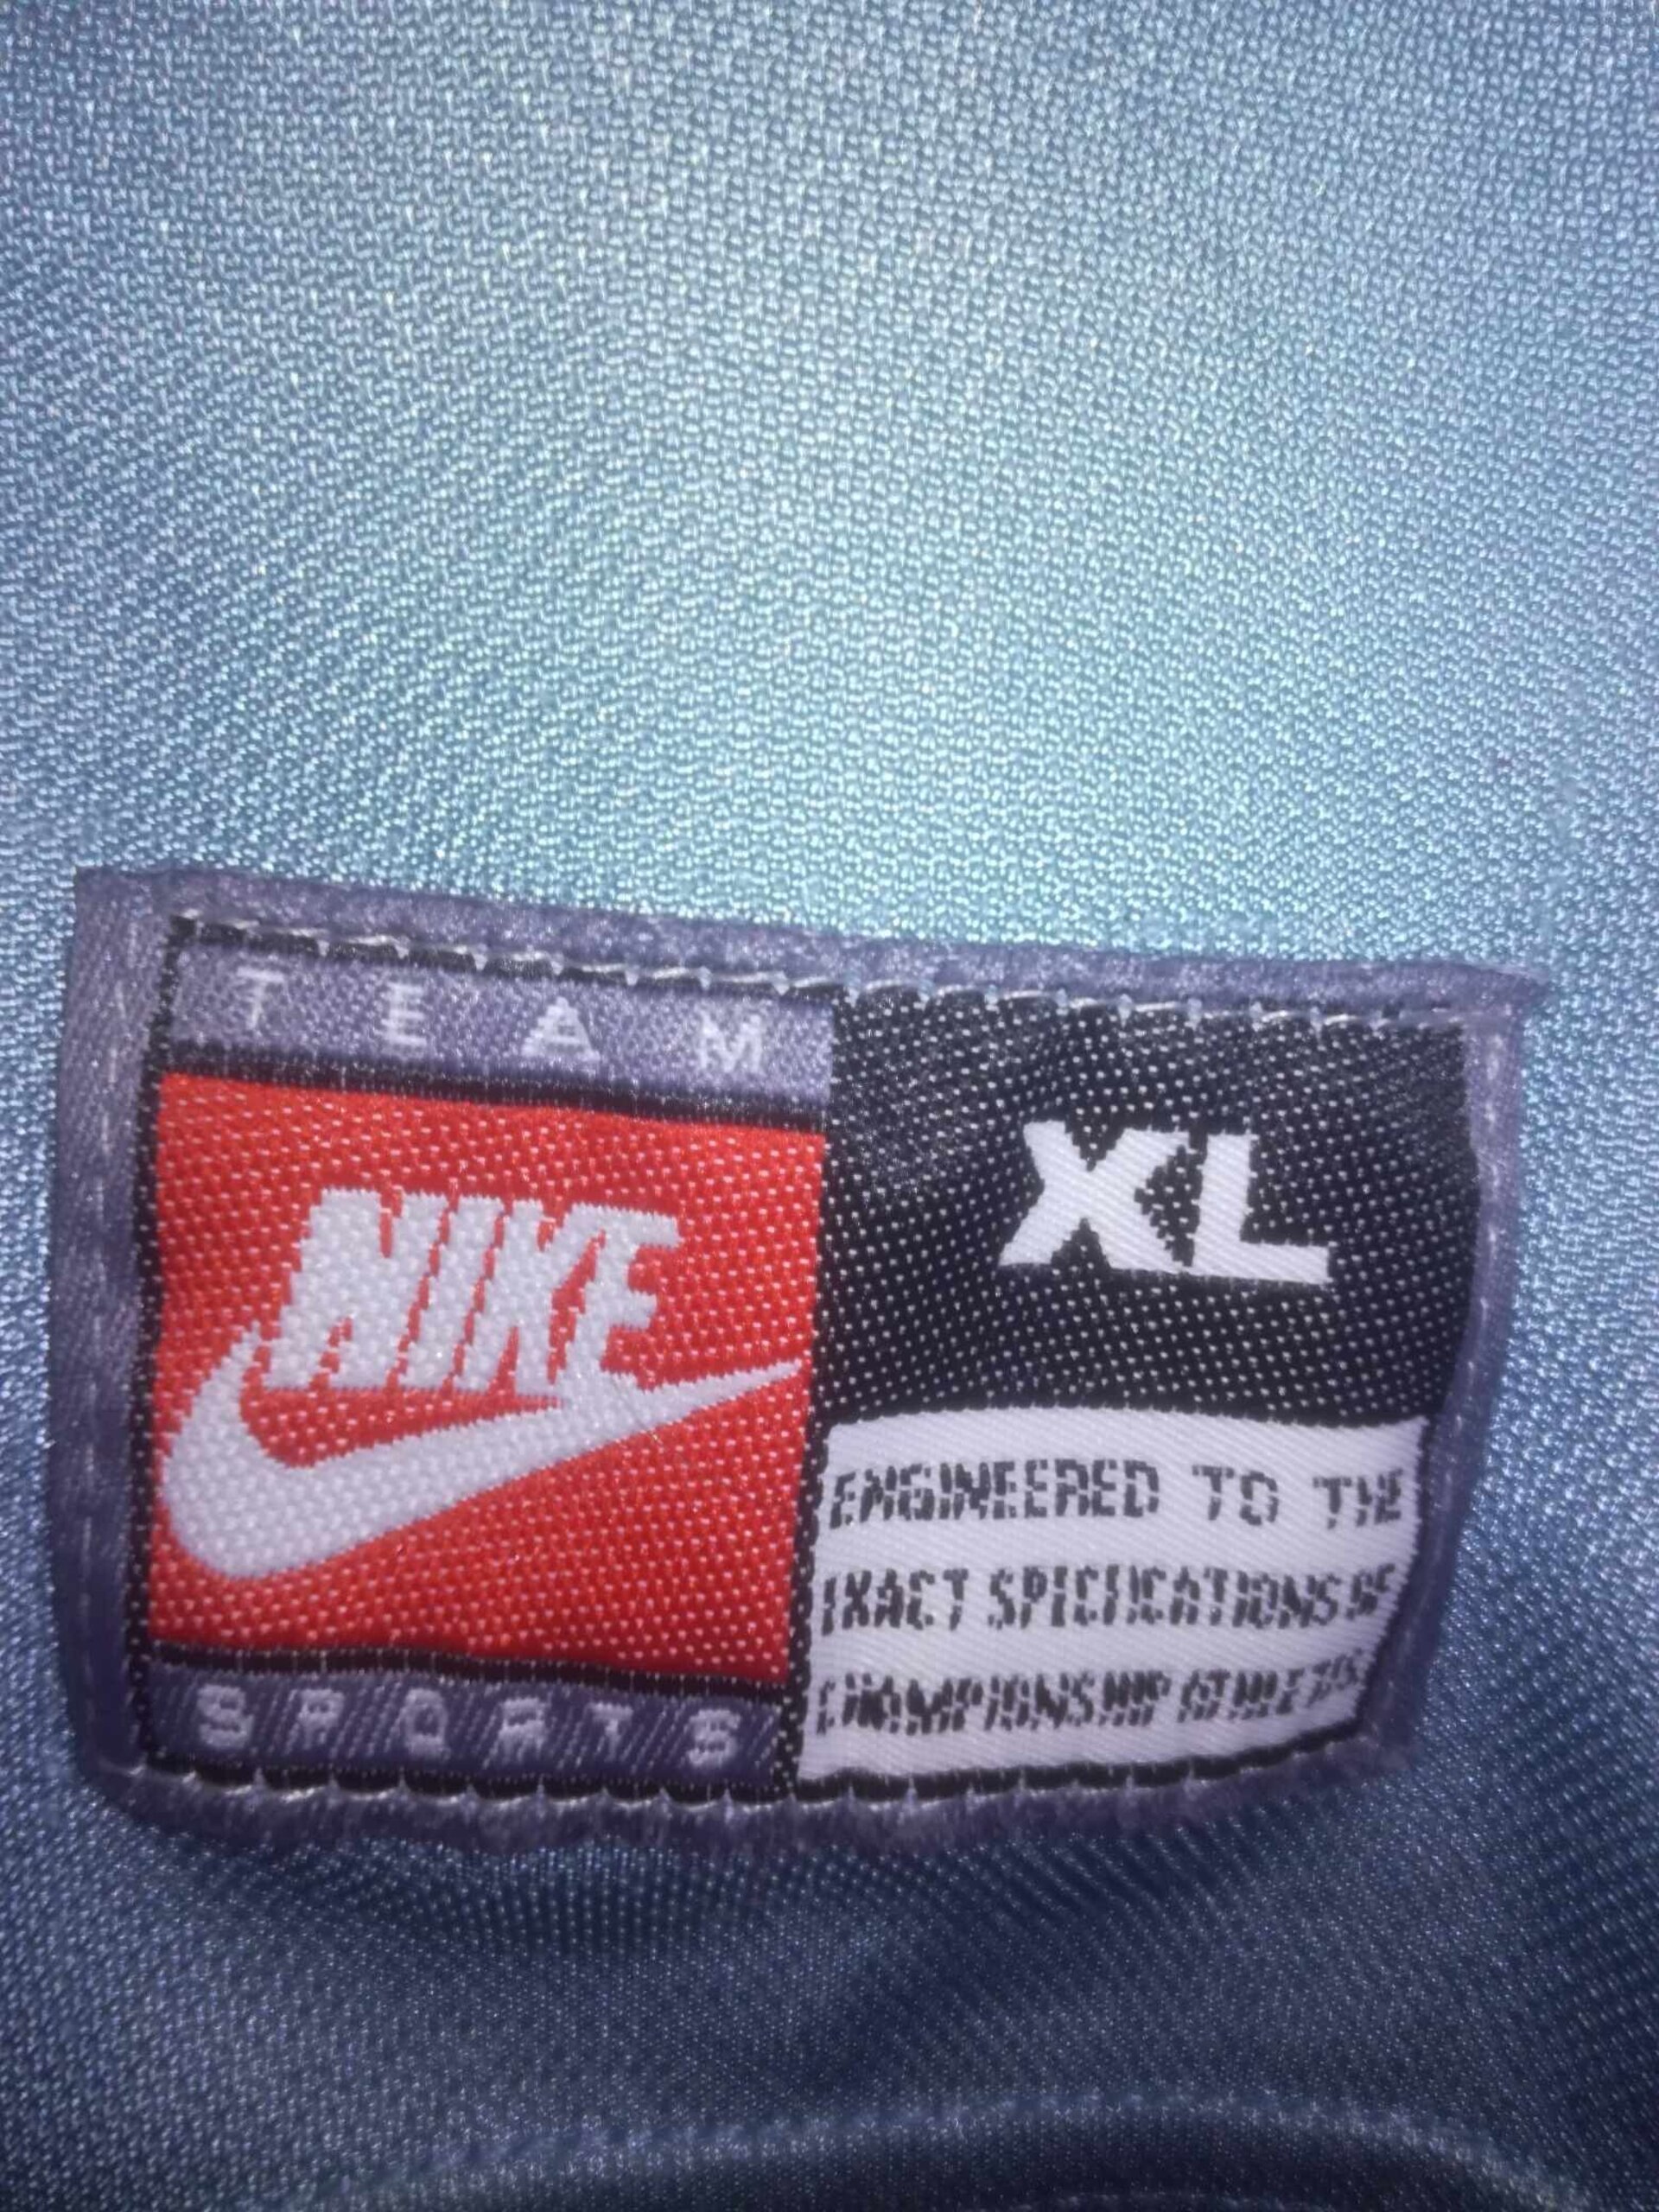 TEAM
NIKE
SPORTS
XL
ENGINEERED TO THE
EXACT SPECIFICATIONS OF
CHAMPIONSHIP ATHLETES